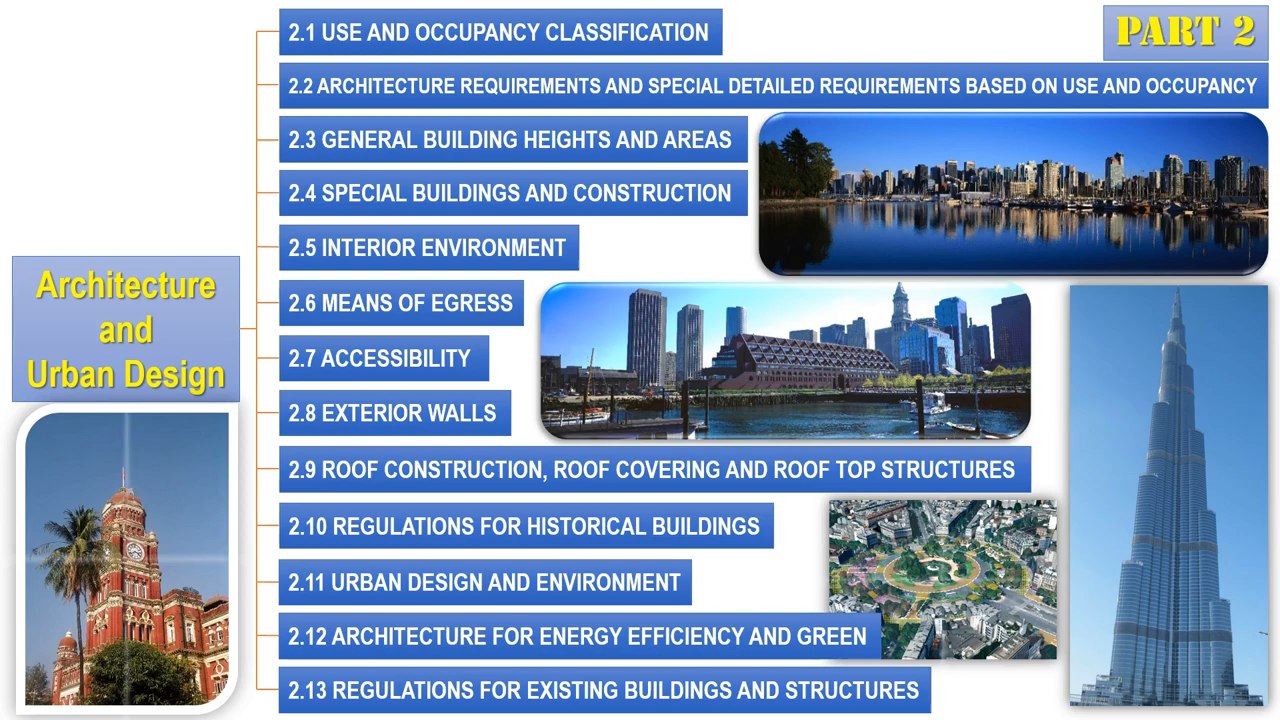 PART 2
Architecture
and
Urban Design
2.1 USE AND OCCUPANCY CLASSIFICATION
2.2 ARCHITECTURE REQUIREMENTS AND SPECIAL DETAILED REQUIREMENTS BASED ON USE AND OCCUPANCY
2.3 GENERAL BUILDING HEIGHTS AND AREAS
2.4 SPECIAL BUILDINGS AND CONSTRUCTION
2.5 INTERIOR ENVIRONMENT
2.6 MEANS OF EGRESS
2.7 ACCESSIBILITY
2.8 EXTERIOR WALLS
2.9 ROOF CONSTRUCTION, ROOF COVERING AND ROOF TOP STRUCTURES
2.10 REGULATIONS FOR HISTORICAL BUILDINGS
2.11 URBAN DESIGN AND ENVIRONMENT
2.12 ARCHITECTURE FOR ENERGY EFFICIENCY AND GREEN
2.13 REGULATIONS FOR EXISTING BUILDINGS AND STRUCTURES